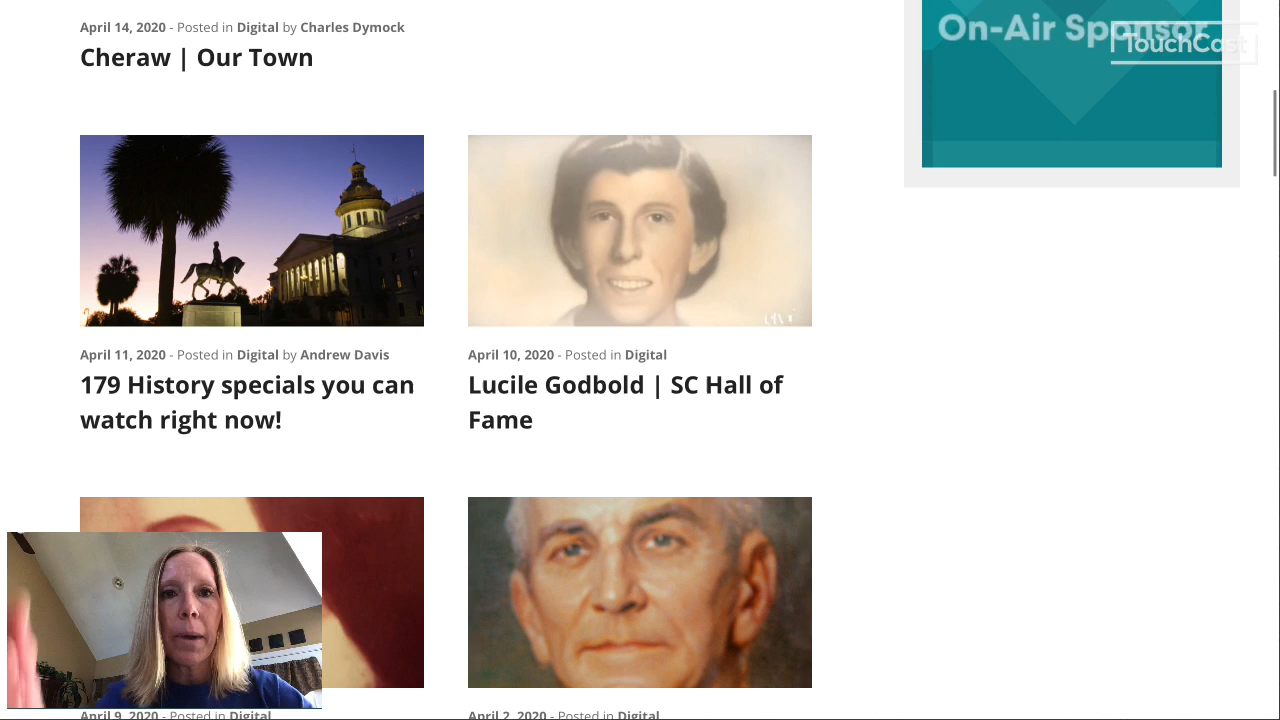 April 14, 2020 - Posted in Digital by Charles Dymock
Cheraw | Our Town
On-Air Sponsor
TouchCast
April 11, 2020 - Posted in Digital by Andrew Davis
179 History specials you can
watch right now!
April 10, 2020 - Posted in Digital
Lucile Godbold | SC Hall of
Fame
April 9, 2020 - Posted in Digital
April 2, 2020 - Posted in Digital